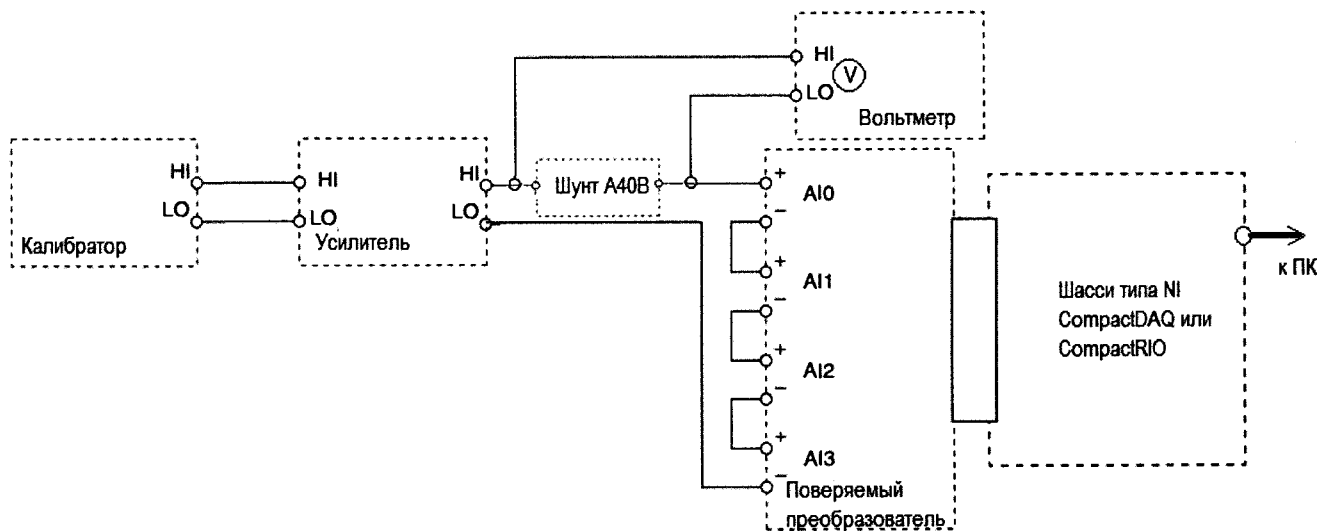 HI
V
LO
Вольтметр
HI
LO
Калибратор
HI
LO
Усилитель
HI
LO
Шунт A40B
+
AI0
−
+
AI1
−
+
AI2
−
+
AI3
−
Поверяемый
преобразователь
Шасси типа NI
CompactDAQ или
CompactRIO
к ПК